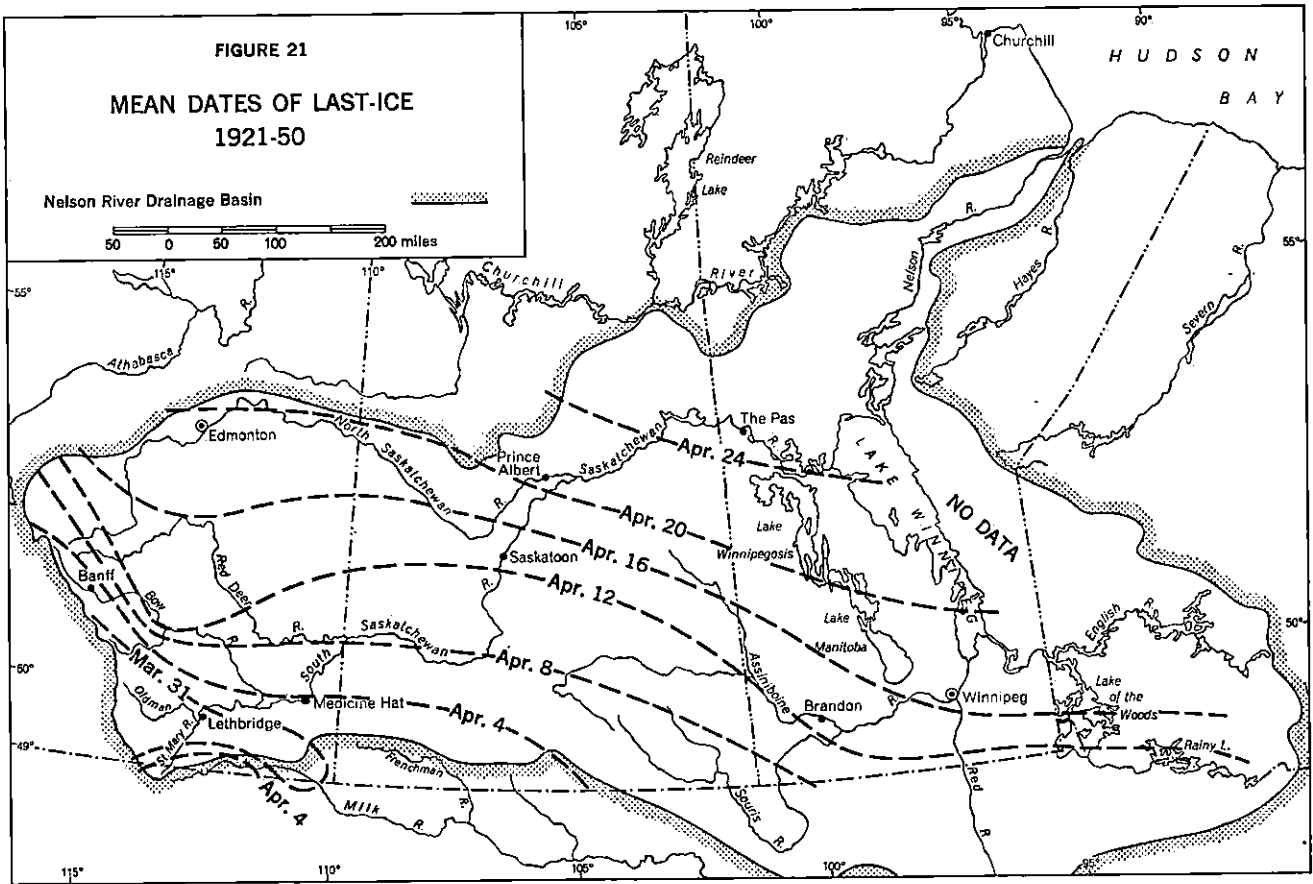 FIGURE 21
MEAN DATES OF LAST-ICE
1921-50
Nelson River Drainage Basin
50 0 50 100 150 200 miles
105°
95°
90°
Churchill
HUDSON
BAY
Reindeer
Lake
115°
110°
55°
Churchill
River
R.
Athabasca
R.
Nelson
R.
Hayes
R.
Severn
R.
55°
Edmonton
North
Saskatchewan
R.
Prince
Albert
Saskatchewan
R.
The Pas
Apr. 24
LAKE WINNIPEG
NO DATA
Apr. 20
Lake
Winnipegosis
Apr. 16
Saskatoon
R.
Apr. 12
Banff
Bow
R.
Red Deer
R.
South
Saskatchewan
Lake
Manitoba
English
R.
50°
Mar. 31
Apr. 8
Assiniboine
R.
Winnipeg
Lake
of the
Woods
Oldman
Medicine Hat
Brandon
Lethbridge
Apr. 4
St. Mary R.
49°
Rainy L.
Frenchman
R.
Souris
R.
Red
R.
Apr. 4
Milk
R.
115°
110°
105°
100°
95°